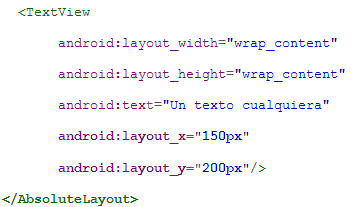 <TextView
android:layout_width="wrap_content"
android:layout_height="wrap_content"
android:text="Un texto cualquiera"
android:layout_x="150px"
android:layout_y="200px"/>
</AbsoluteLayout>